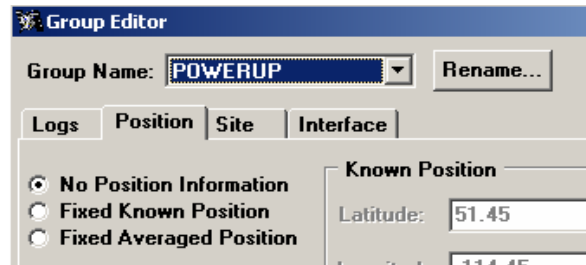 Group Editor
Group Name: POWERUP Rename...
Logs Position Site Interface
No Position Information
Fixed Known Position
Fixed Averaged Position
Known Position
Latitude: 51.45